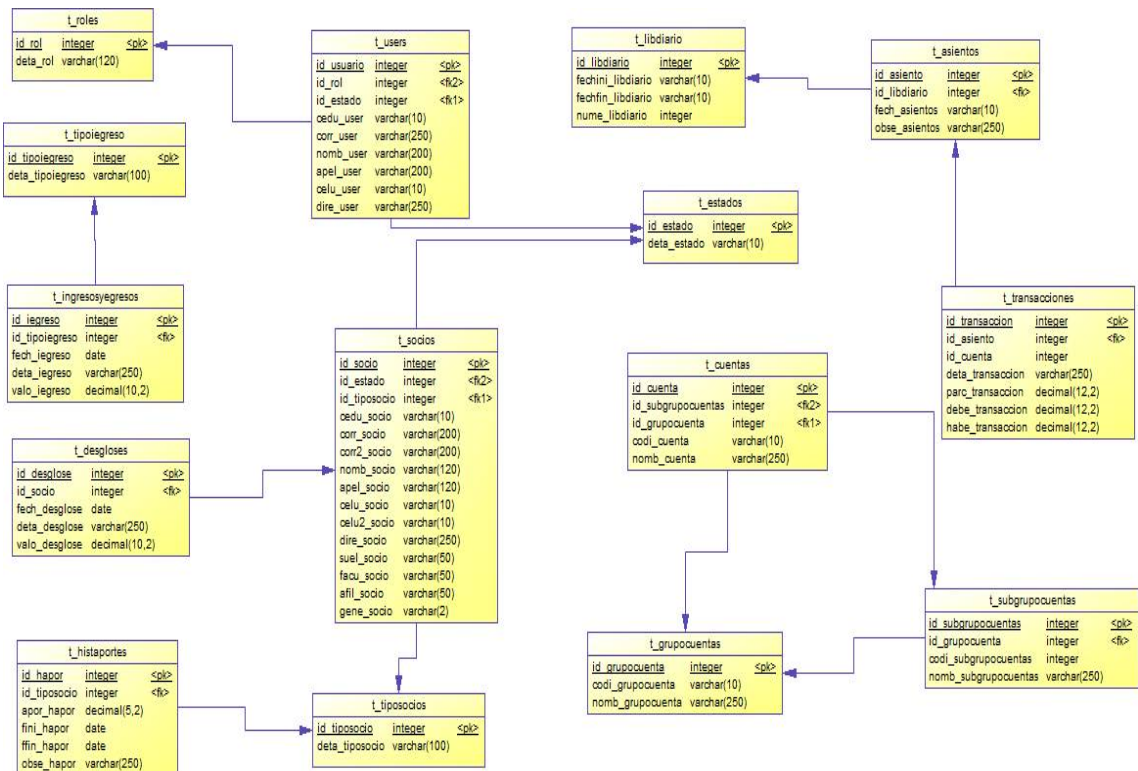 t_roles
id_rol integer <pk>
deta_rol varchar(120)
t_users
id_usuario integer <pk>
id_rol integer <fk2>
id_estado integer <fk1>
cedu_user varchar(10)
corr_user varchar(250)
nomb_user varchar(200)
apel_user varchar(200)
celu_user varchar(10)
dire_user varchar(250)
t_libdiario
id_libdiario integer <pk>
fechini_libdiario varchar(10)
fechfin_libdiario varchar(10)
nume_libdiario integer
t_asientos
id_asiento integer <pk>
id_libdiario integer <fk>
fech_asientos varchar(10)
obse_asientos varchar(250)
t_tipoiegreso
id_tipoiegreso integer <pk>
deta_tipoiegreso varchar(100)
t_estados
id_estado integer <pk>
deta_estado varchar(10)
t_ingresosyegresos
id_iegreso integer <pk>
id_tipoiegreso integer <fk>
fech_iegreso date
deta_iegreso varchar(250)
valo_iegreso decimal(10,2)
t_socios
id_socio integer <pk>
id_estado integer <fk2>
id_tiposocio integer <fk1>
cedu_socio varchar(10)
corr_socio varchar(200)
corr2_socio varchar(200)
nomb_socio varchar(120)
apel_socio varchar(120)
celu_socio varchar(10)
celu2_socio varchar(10)
dire_socio varchar(250)
suel_socio varchar(50)
facu_socio varchar(50)
afil_socio varchar(50)
gene_socio varchar(2)
t_transacciones
id_transaccion integer <pk>
id_asiento integer <fk>
id_cuenta integer
deta_transaccion varchar(250)
parc_transaccion decimal(12,2)
debe_transaccion decimal(12,2)
habe_transaccion decimal(12,2)
t_cuentas
id_cuenta integer <pk>
id_subgrupocuentas integer <fk2>
id_grupocuenta integer <fk1>
codi_cuenta varchar(10)
nomb_cuenta varchar(250)
t_desgloses
id_desglose integer <pk>
id_socio integer <fk>
fech_desglose date
deta_desglose varchar(250)
valo_desglose decimal(10,2)
t_subgrupocuentas
id_subgrupocuentas integer <pk>
id_grupocuenta integer <fk>
codi_subgrupocuentas integer
nomb_subgrupocuentas varchar(250)
t_grupocuentas
id_grupocuenta integer <pk>
codi_grupocuenta varchar(10)
nomb_grupocuenta varchar(250)
t_histaportes
id_hapor integer <pk>
id_tiposocio integer <fk>
apor_hapor decimal(5,2)
fini_hapor date
ffin_hapor date
obse_hapor varchar(250)
t_tiposocios
id_tiposocio integer <pk>
deta_tiposocio varchar(100)